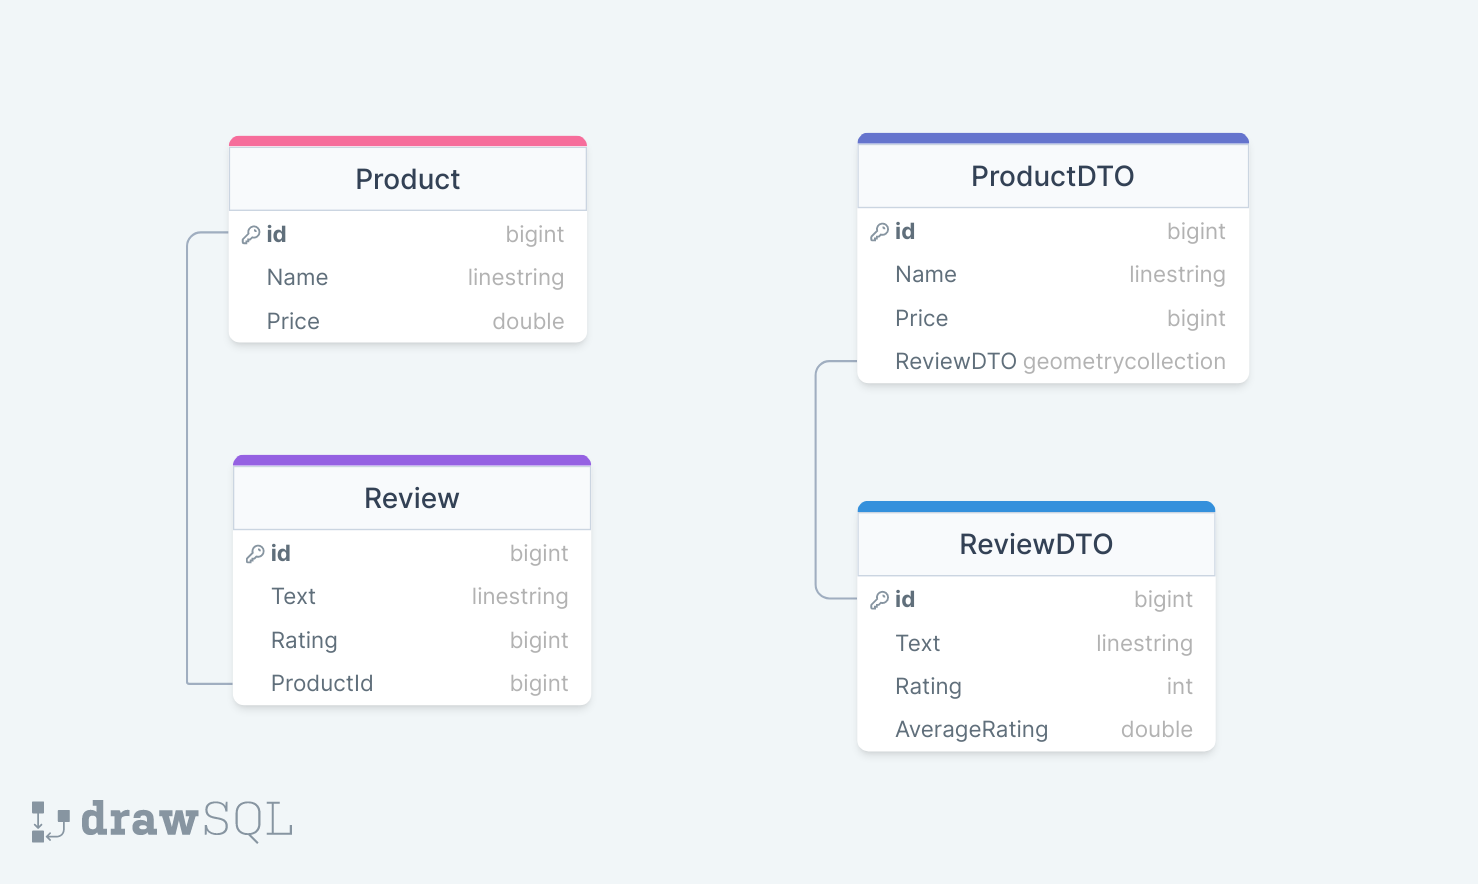 Product
id bigint
Name linestring
Price double
Review
id bigint
Text linestring
Rating bigint
ProductId bigint
ProductDTO
id bigint
Name linestring
Price bigint
ReviewDTO geometrycollection
ReviewDTO
id bigint
Text linestring
Rating int
AverageRating double
drawSQL